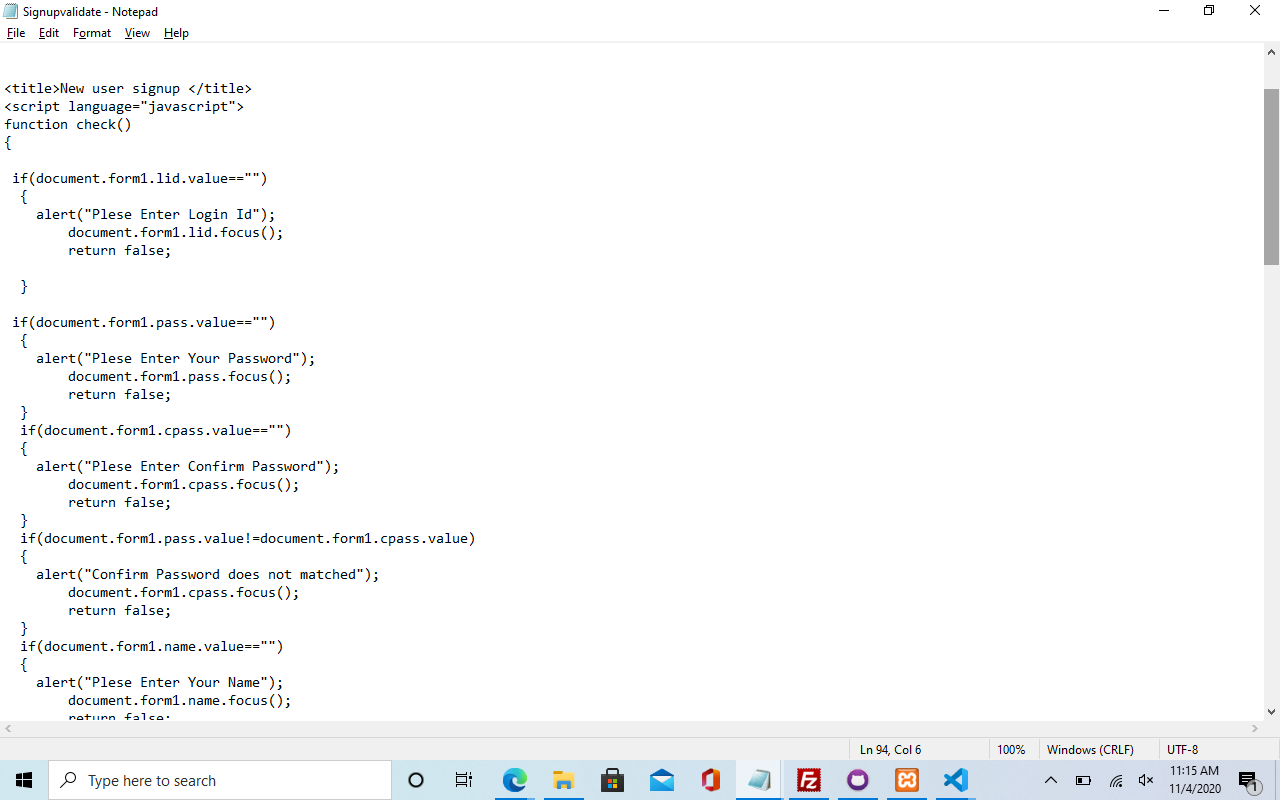 Signupvalidate - Notepad
File Edit Format View Help
<title>New user signup </title>
<script language="javascript">
function check()
{
if(document.form1.lid.value=="")
{
alert("Plese Enter Login Id");
document.form1.lid.focus();
return false;
}
if(document.form1.pass.value=="")
{
alert("Plese Enter Your Password");
document.form1.pass.focus();
return false;
}
if(document.form1.cpass.value=="")
{
alert("Plese Enter Confirm Password");
document.form1.cpass.focus();
return false;
}
if(document.form1.pass.value!=document.form1.cpass.value)
{
alert("Confirm Password does not matched");
document.form1.cpass.focus();
return false;
}
if(document.form1.name.value=="")
{
alert("Plese Enter Your Name");
document.form1.name.focus();
return false;
Ln 94, Col 6 100% Windows (CRLF) UTF-8
Type here to search
11:15 AM
11/4/2020
1